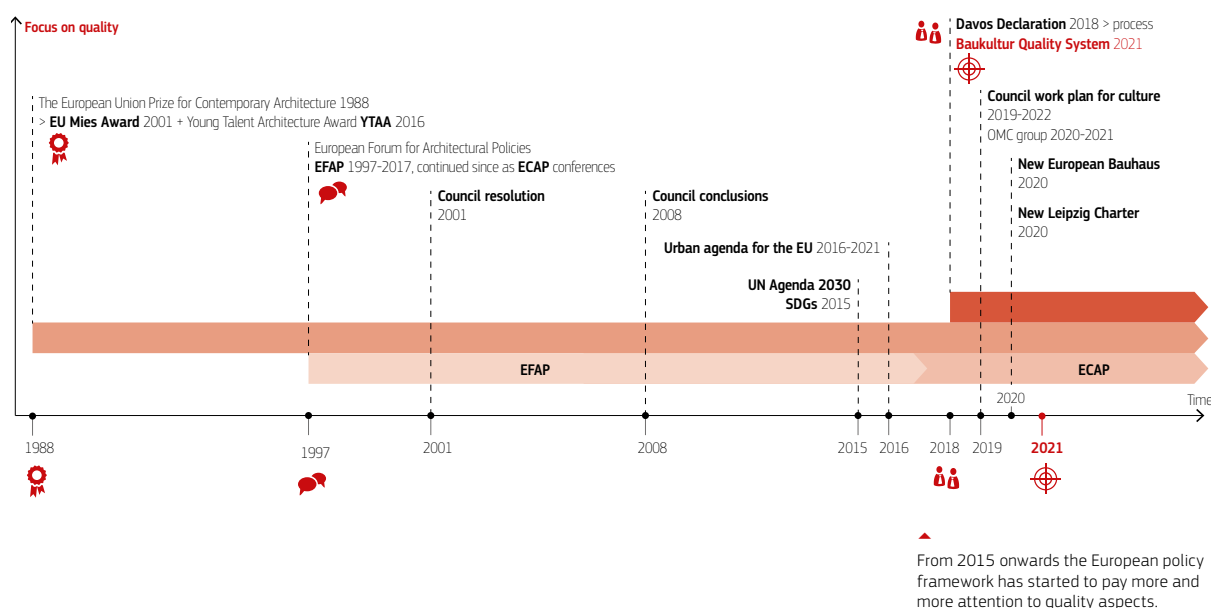 Focus on quality
Davos Declaration 2018 > process
Baukultur Quality System 2021
The European Union Prize for Contemporary Architecture 1988
> EU Mies Award 2001 + Young Talent Architecture Award YTAA 2016
Council work plan for culture
2019-2022
OMC group 2020-2021
European Forum for Architectural Policies
EFAP 1997-2017, continued since as ECAP conferences
New European Bauhaus
2020
Council resolution
2001
Council conclusions
2008
New Leipzig Charter
2020
Urban agenda for the EU 2016-2021
UN Agenda 2030
SDGs 2015
EFAP
ECAP
2020
Time
1988
1997
2001
2008
2015
2016
2018
2019
2021
From 2015 onwards the European policy
framework has started to pay more and
more attention to quality aspects.